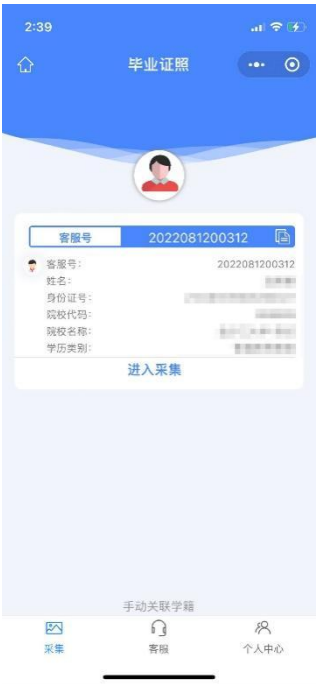 2:39
毕业证照
客服号 2022081200312
客服号: 2022081200312
姓名:
身份证号:
院校代码:
院校名称:
学历类别:
进入采集
手动关联学籍
采集 客服 个人中心